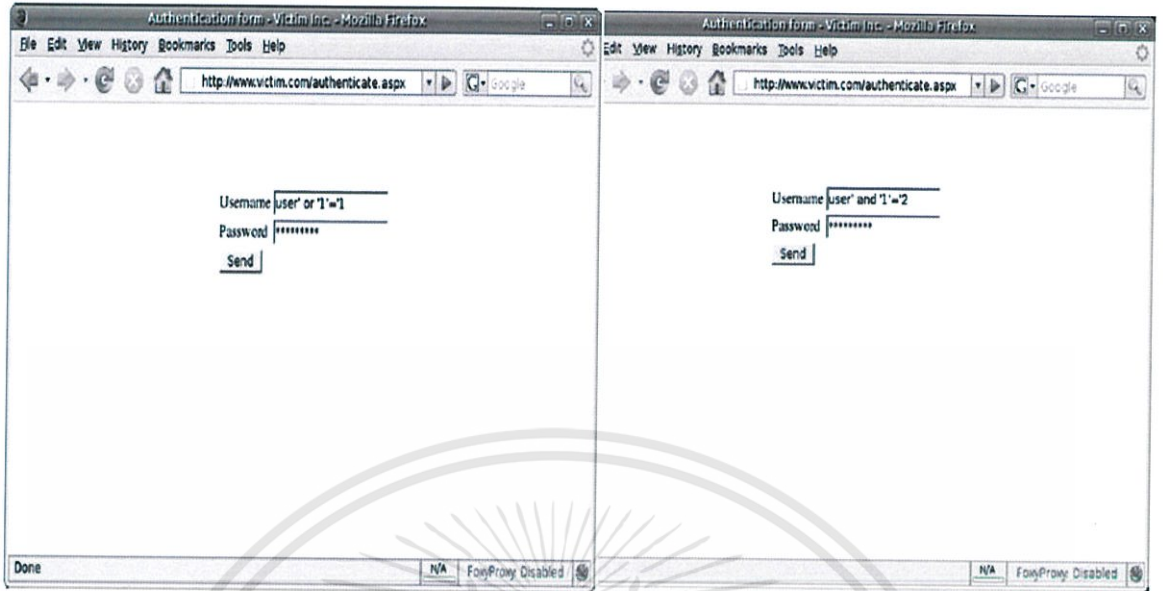 Authentication form - Victim Inc. - Mozilla Firefox
File Edit View History Bookmarks Tools Help
http://www.victim.com/authenticate.aspx
Google
Username user' or '1'='1
Password *********
Send
Done
N/A FoxyProxy: Disabled
Authentication form - Victim Inc. - Mozilla Firefox
Edit View History Bookmarks Tools Help
http://www.victim.com/authenticate.aspx
Google
Username user' and '1'='2
Password *********
Send
N/A FoxyProxy: Disabled